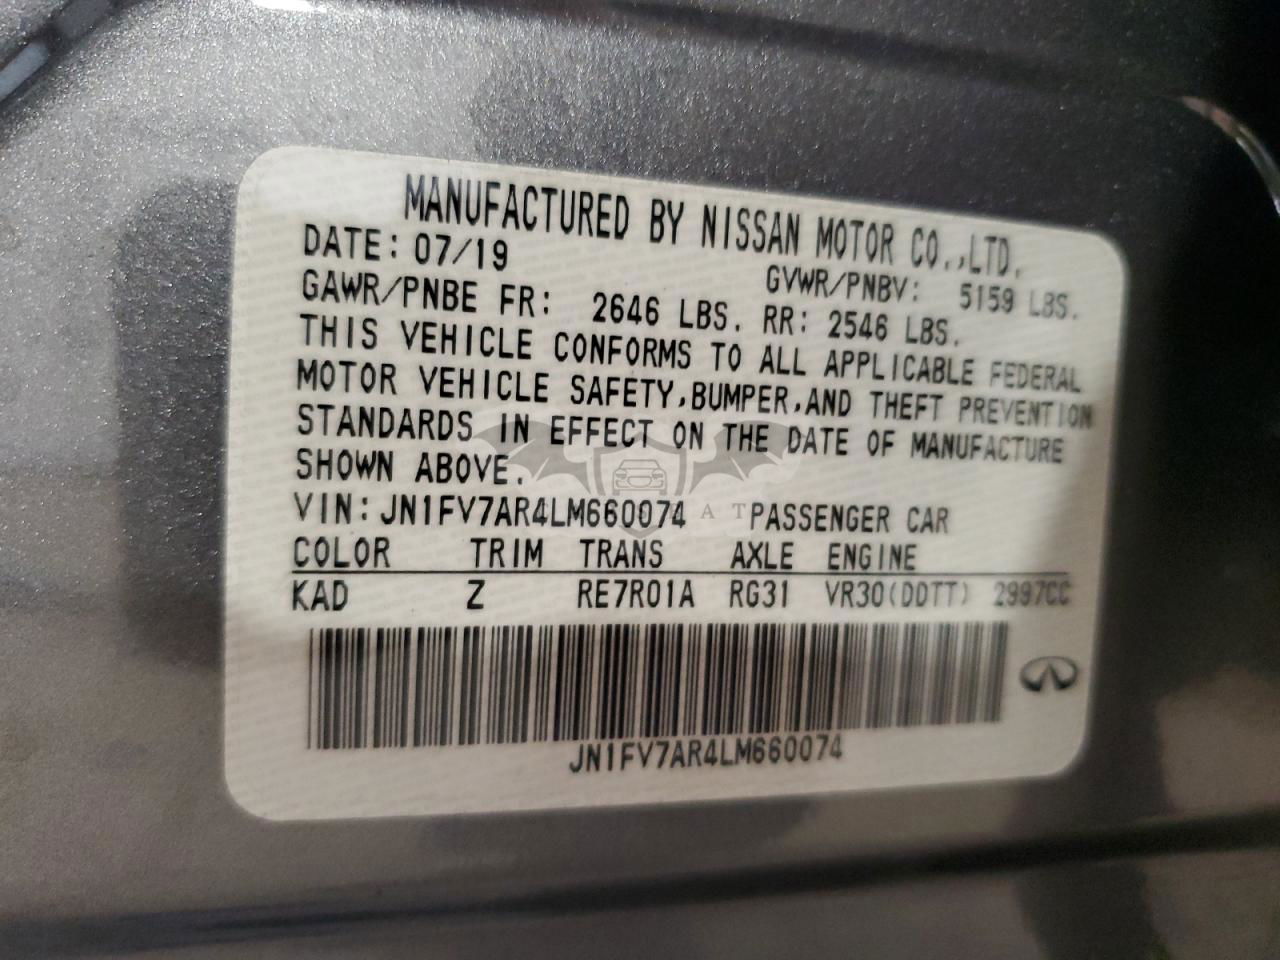 MANUFACTURED BY NISSAN MOTOR CO.,LTD.
DATE: 07/19 GVWR/PNBV: 5159 LBS.
GAWR/PNBE FR: 2646 LBS. RR: 2546 LBS.
THIS VEHICLE CONFORMS TO ALL APPLICABLE FEDERAL
MOTOR VEHICLE SAFETY,BUMPER,AND THEFT PREVENTION
STANDARDS IN EFFECT ON THE DATE OF MANUFACTURE
SHOWN ABOVE.
VIN:JN1FV7AR4LM660074 PASSENGER CAR
COLOR TRIM TRANS AXLE ENGINE
KAD Z RE7R01A RG31 VR30(DDTT) 2997CC
JN1FV7AR4LM660074